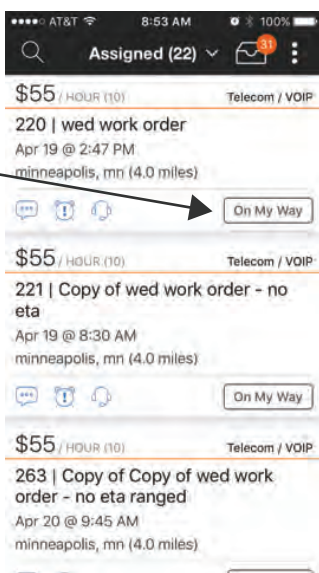 AT&T 8:53 AM 100%
Assigned (22) 31
$55 / HOUR (10) Telecom / VOIP
220 | wed work order
Apr 19 @ 2:47 PM
minneapolis, mn (4.0 miles)
On My Way
$55 / HOUR (10) Telecom / VOIP
221 | Copy of wed work order - no
eta
Apr 19 @ 8:30 AM
minneapolis, mn (4.0 miles)
On My Way
$55 / HOUR (10) Telecom / VOIP
263 | Copy of Copy of wed work
order - no eta ranged
Apr 20 @ 9:45 AM
minneapolis, mn (4.0 miles)